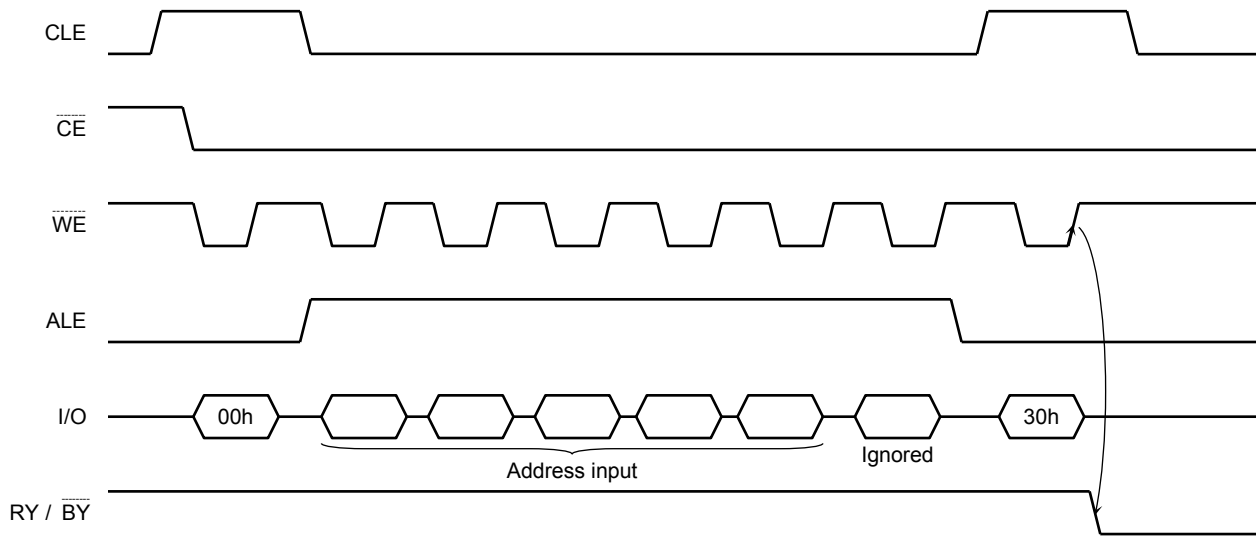 CLE
CE
WE
ALE
I/O 00h 30h
Address input Ignored
RY / BY